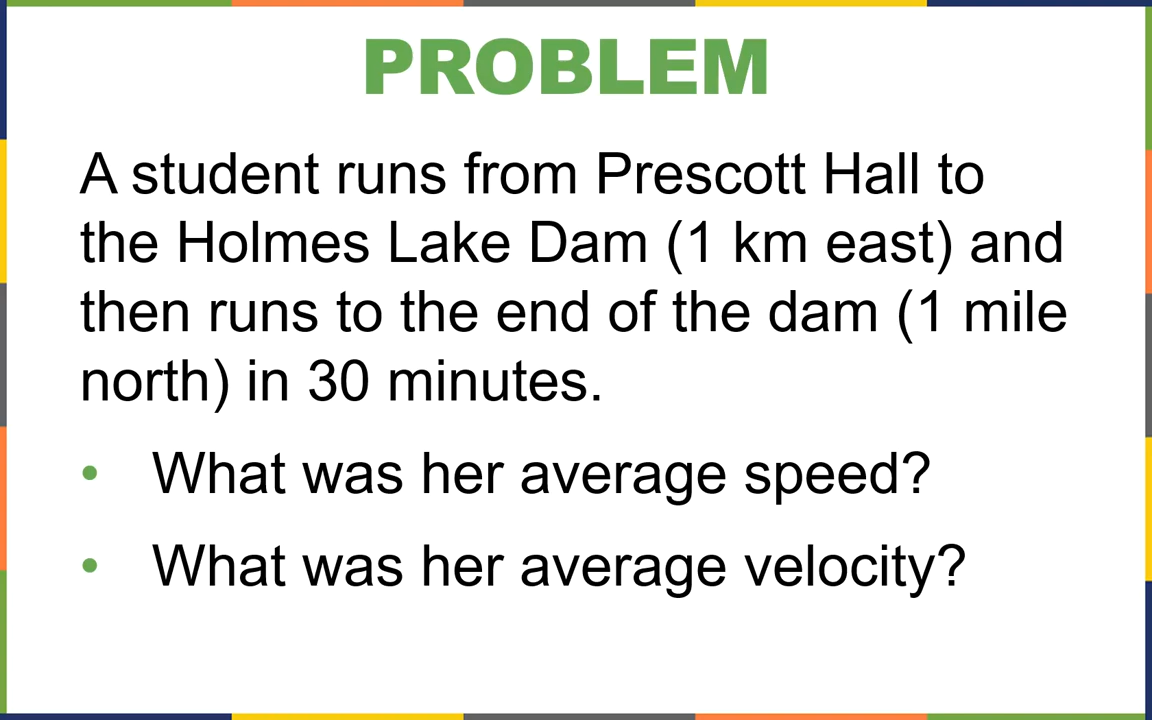 PROBLEM
A student runs from Prescott Hall to
the Holmes Lake Dam (1 km east) and
then runs to the end of the dam (1 mile
north) in 30 minutes.
• What was her average speed?
• What was her average velocity?